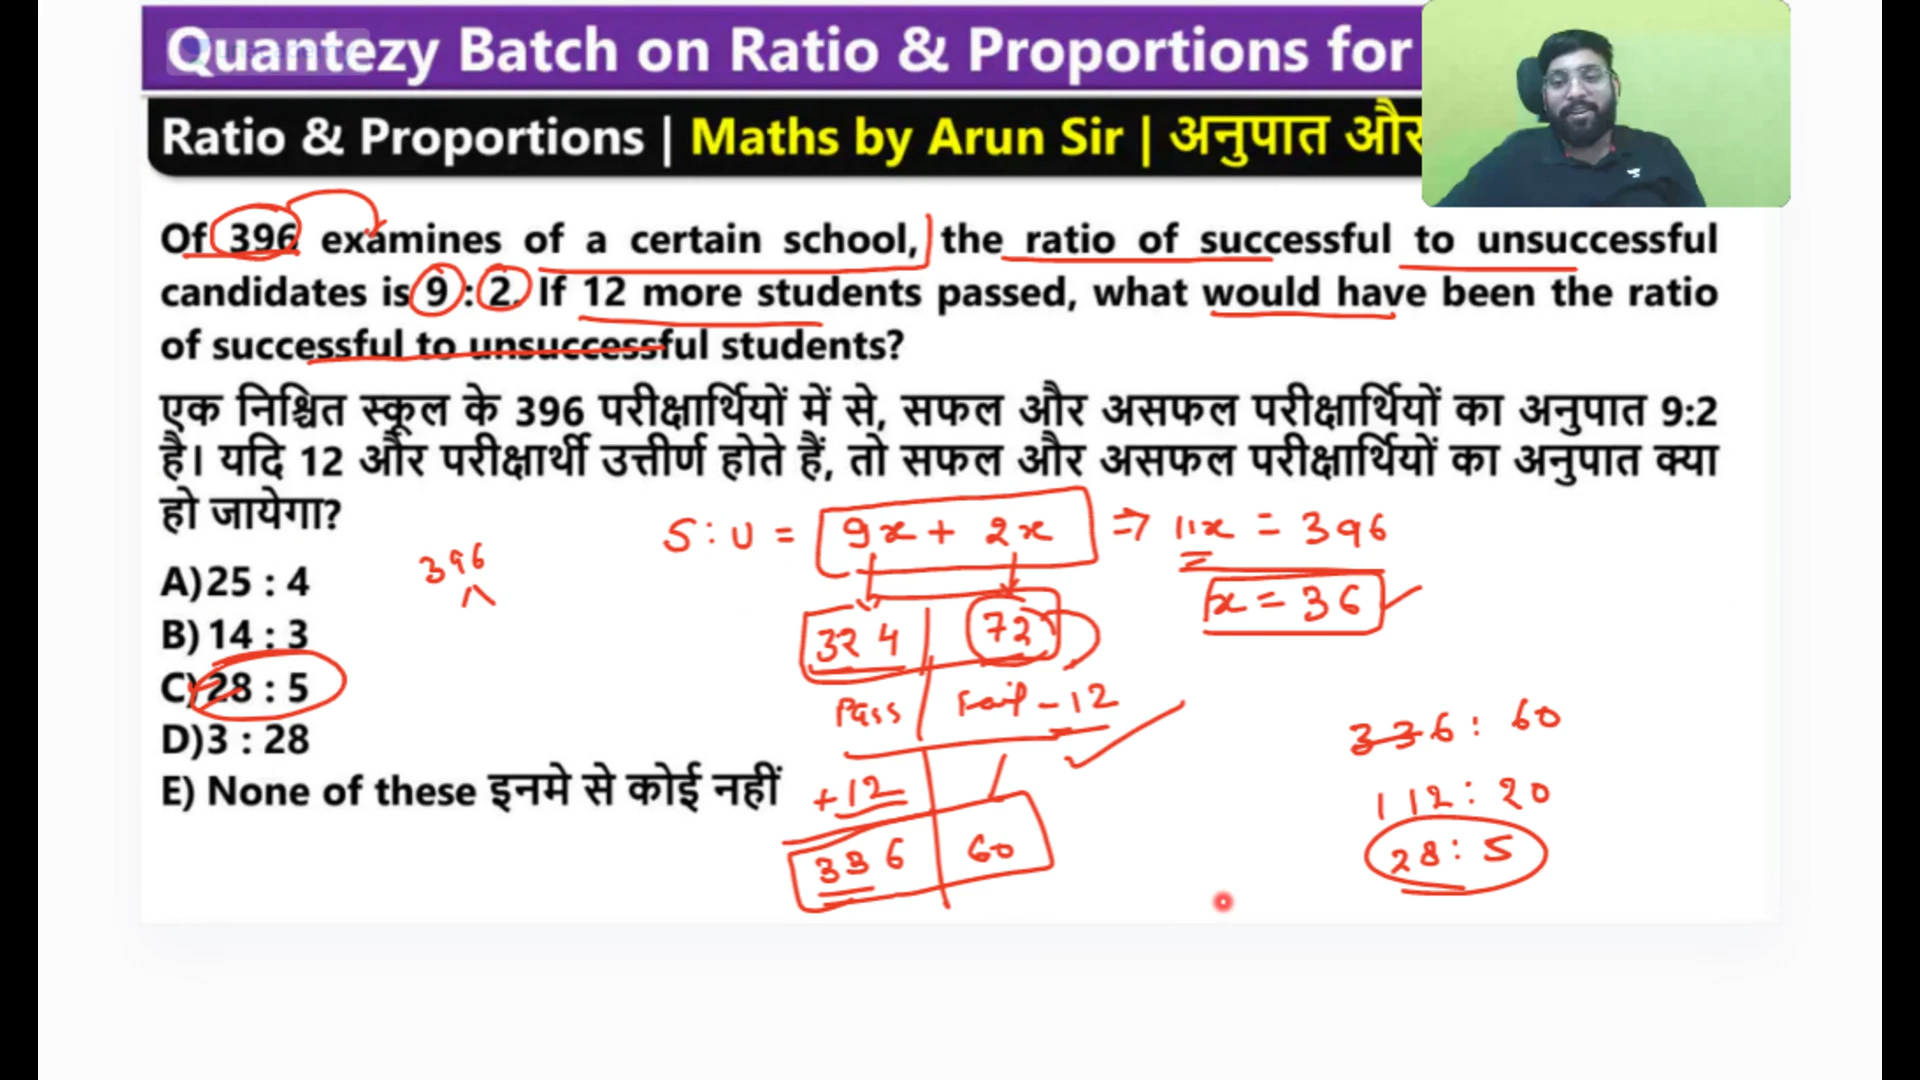 Quantezy Batch on Ratio & Proportions for
Ratio & Proportions | Maths by Arun Sir | अनुपात और
Of 396 examines of a certain school, the ratio of successful to unsuccessful
candidates is 9 : 2. If 12 more students passed, what would have been the ratio
of successful to unsuccessful students?
एक निश्चित स्कूल के 396 परीक्षार्थियों में से, सफल और असफल परीक्षार्थियों का अनुपात 9:2
है। यदि 12 और परीक्षार्थी उत्तीर्ण होते हैं, तो सफल और असफल परीक्षार्थियों का अनुपात क्या
हो जायेगा?
S : U = 9x + 2x ⇒ 11x = 396
x = 36
A) 25 : 4
396
B) 14 : 3
324 72
C) 28 : 5
Pass Fail - 12
D) 3 : 28
E) None of these इनमे से कोई नहीं
+12
336 60
336 : 60
112 : 20
28 : 5